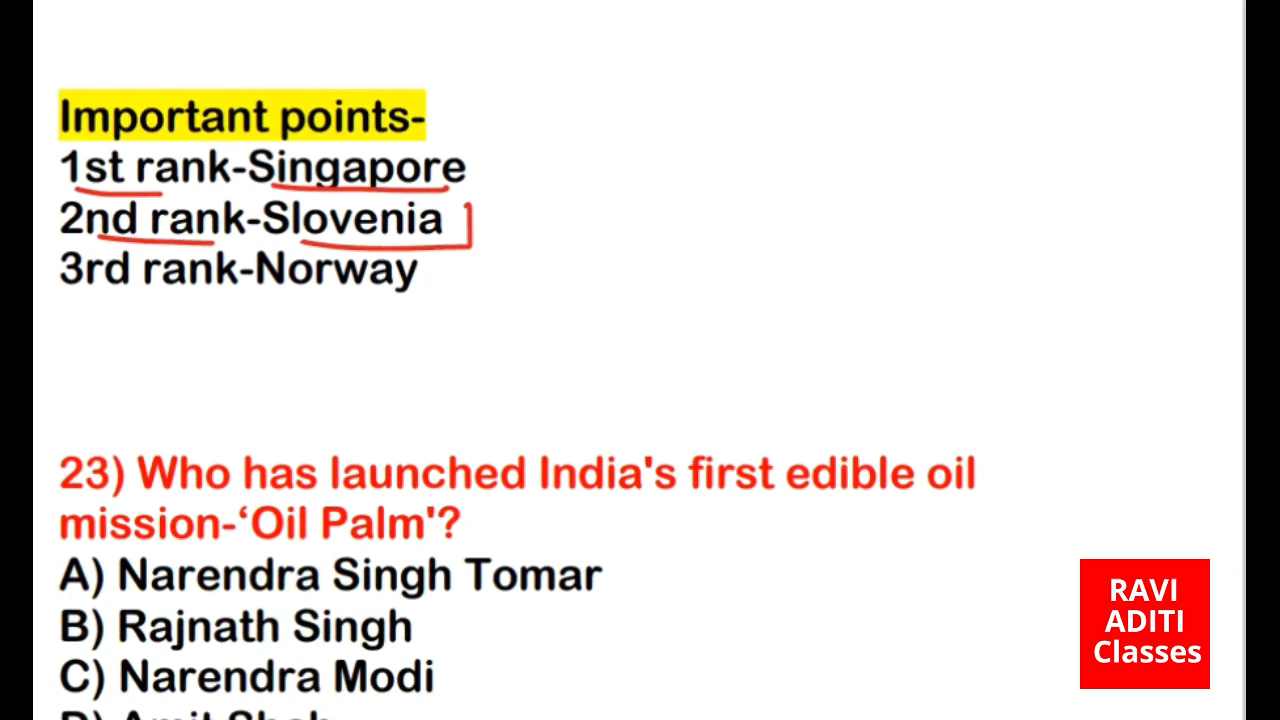 Important points-
1st rank-Singapore
2nd rank-Slovenia
3rd rank-Norway
23) Who has launched India's first edible oil
mission-‘Oil Palm'?
A) Narendra Singh Tomar
B) Rajnath Singh
C) Narendra Modi
D) Amit Shah
RAVI
ADITI
Classes